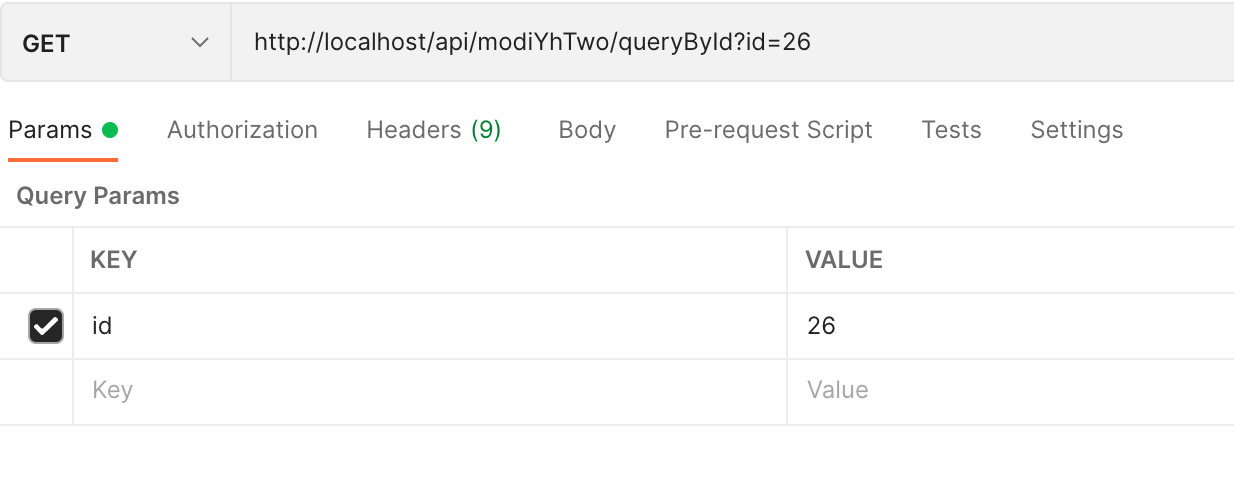 GET http://localhost/api/modiYhTwo/queryById?id=26
Params Authorization Headers (9) Body Pre-request Script Tests Settings
Query Params
KEY VALUE
id 26
Key Value